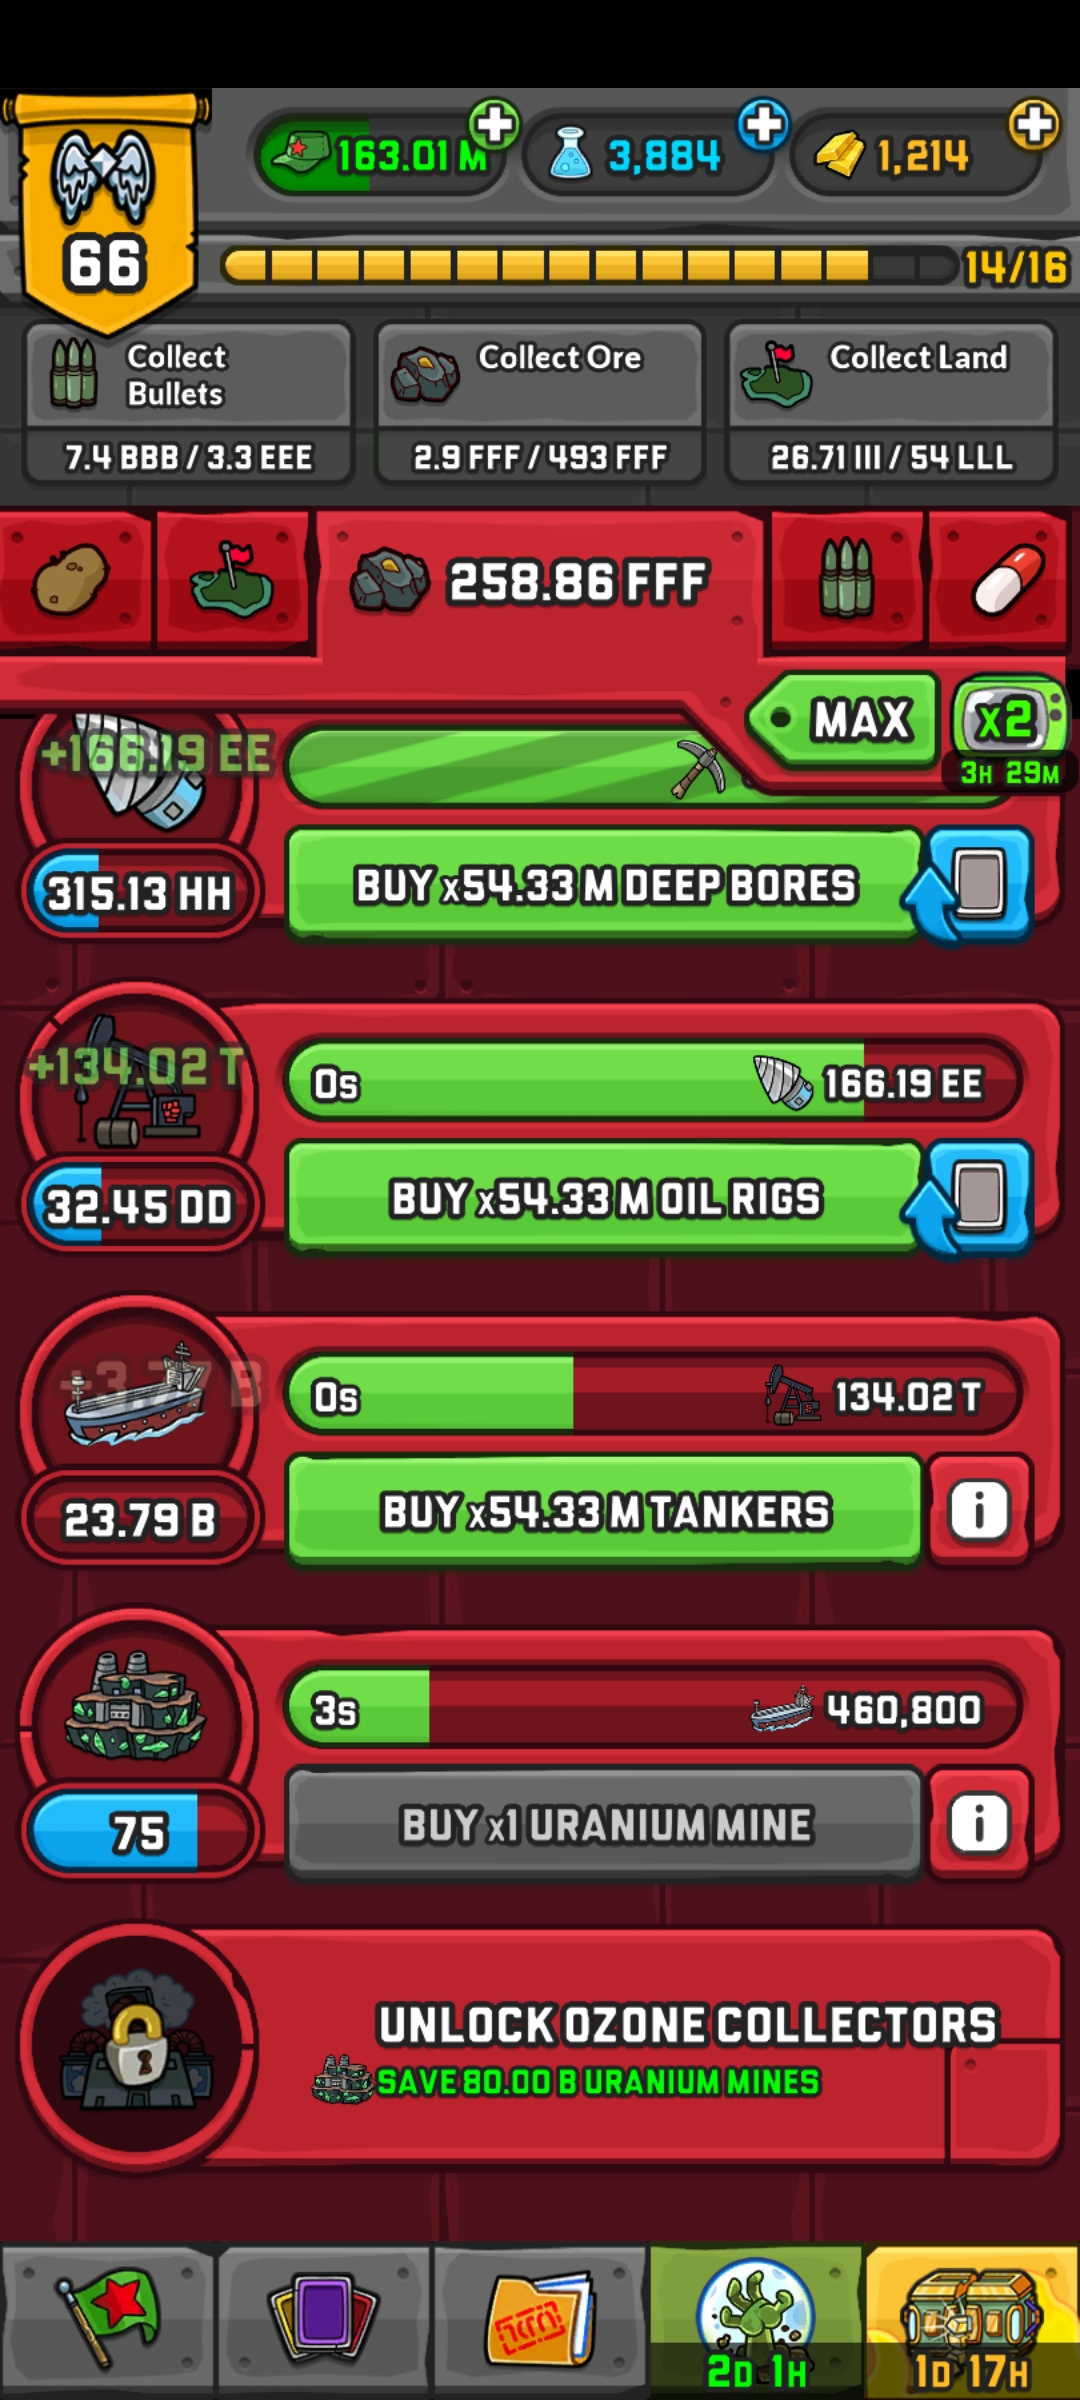 163.01 M
3,884
1,214
66
14/16
Collect
Bullets
7.4 BBB / 3.3 EEE
Collect Ore
2.9 FFF / 493 FFF
Collect Land
26.71 III / 54 LLL
258.86 FFF
MAX
x2
3H 29M
+166.19 EE
315.13 HH
BUY x54.33 M DEEP BORES
+134.02 T
0s
166.19 EE
32.45 DD
BUY x54.33 M OIL RIGS
+3.77 B
0s
134.02 T
23.79 B
BUY x54.33 M TANKERS
i
3s
460,800
75
BUY x1 URANIUM MINE
i
UNLOCK OZONE COLLECTORS
SAVE 80.00 B URANIUM MINES
2D 1H
1D 17H